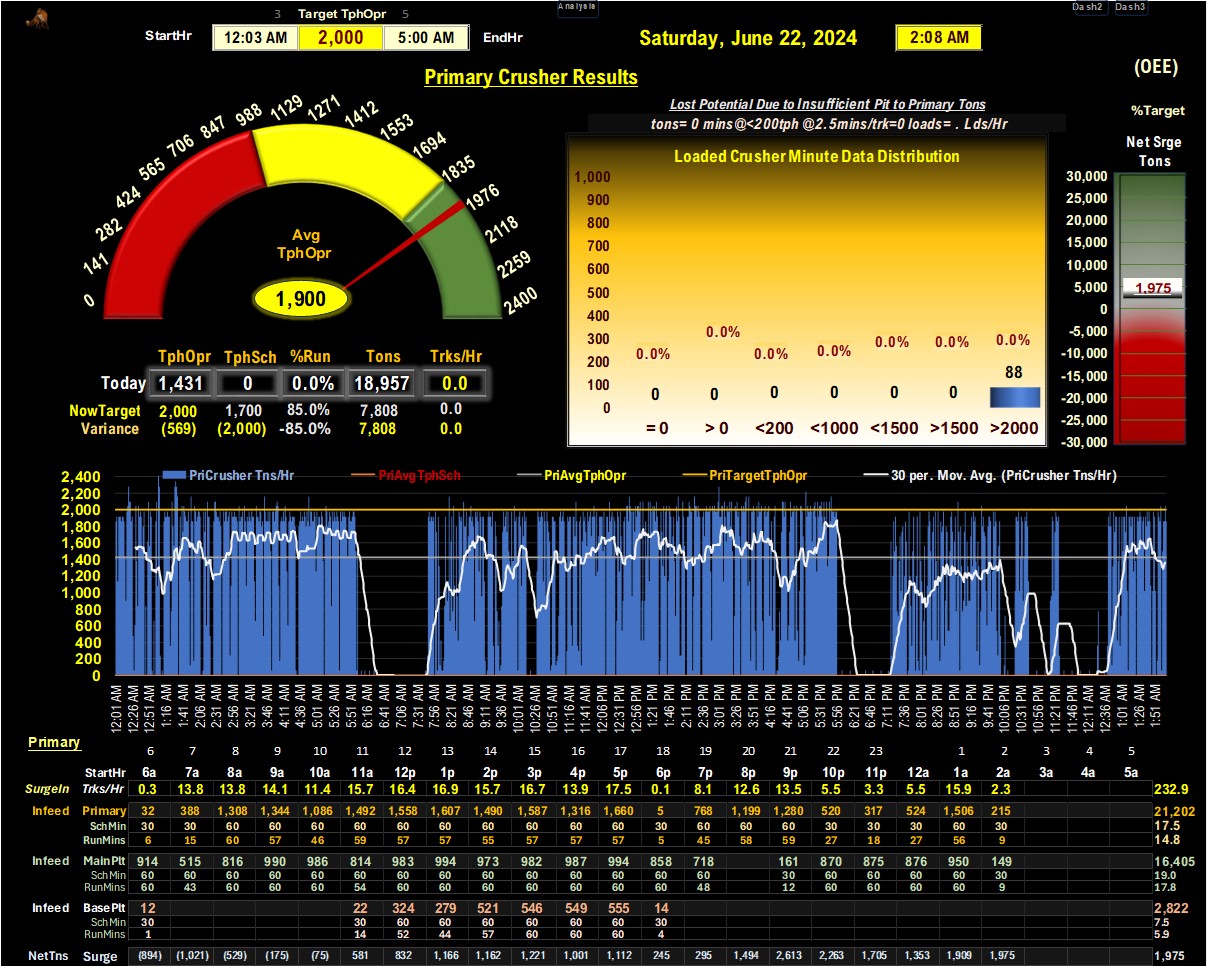 Analysis
Dash2 Dash3
3 Target TphOpr 5
StartHr 12:03 AM 2,000 5:00 AM EndHr
Saturday, June 22, 2024 2:08 AM
Primary Crusher Results
(OEE)
%Target
Net Srge
Tons
0 141 282 424 565 706 847 988 1129 1271 1412 1553 1694 1835 1976 2118 2259 2400
Avg
TphOpr
1,900
Lost Potential Due to Insufficient Pit to Primary Tons
tons= 0 mins@<200tph @2.5mins/trk=0 loads= . Lds/Hr
Loaded Crusher Minute Data Distribution
1,000
900
800
700
600
500
400
300
200
100
0
0.0% 0.0% 0.0% 0.0% 0.0% 0.0% 0.0%
0 0 0 0 0 0 88
= 0 > 0 <200 <1000 <1500 >1500 >2000
30,000
25,000
20,000
15,000
10,000
5,000
0
-5,000
-10,000
-15,000
-20,000
-25,000
-30,000
1,975
TphOpr TphSch %Run Tons Trks/Hr
Today 1,431 0 0.0% 18,957 0.0
NowTarget 2,000 1,700 85.0% 7,808 0.0
Variance (569) (2,000) -85.0% 7,808 0.0
PriCrusher Tns/Hr PriAvgTphSch PriAvgTphOpr PriTargetTphOpr 30 per. Mov. Avg. (PriCrusher Tns/Hr)
2,400
2,200
2,000
1,800
1,600
1,400
1,200
1,000
800
600
400
200
0
12:01 AM 12:26 AM 12:51 AM 1:16 AM 1:41 AM 2:06 AM 2:31 AM 2:56 AM 3:21 AM 3:46 AM 4:11 AM 4:36 AM 5:01 AM 5:26 AM 5:51 AM 6:16 AM 6:41 AM 7:06 AM 7:31 AM 7:56 AM 8:21 AM 8:46 AM 9:11 AM 9:36 AM 10:01 AM 10:26 AM 10:51 AM 11:16 AM 11:41 AM 12:06 PM 12:31 PM 12:56 PM 1:21 PM 1:46 PM 2:11 PM 2:36 PM 3:01 PM 3:26 PM 3:51 PM 4:16 PM 4:41 PM 5:06 PM 5:31 PM 5:56 PM 6:21 PM 6:46 PM 7:11 PM 7:36 PM 8:01 PM 8:26 PM 8:51 PM 9:16 PM 9:41 PM 10:06 PM 10:31 PM 10:56 PM 11:21 PM 11:46 PM 12:11 AM 12:36 AM 1:01 AM 1:26 AM 1:51 AM
Primary
6 7 8 9 10 11 12 13 14 15 16 17 18 19 20 21 22 23 1 2 3 4 5
StartHr 6a 7a 8a 9a 10a 11a 12p 1p 2p 3p 4p 5p 6p 7p 8p 9p 10p 11p 12a 1a 2a 3a 4a 5a
SurgeIn Trks/Hr 0.3 13.8 13.8 14.1 11.4 15.7 16.4 16.9 15.7 16.7 13.9 17.5 0.1 8.1 12.6 13.5 5.5 3.3 5.5 15.9 2.3 232.9
Infeed Primary 32 388 1,308 1,344 1,086 1,492 1,558 1,607 1,490 1,587 1,316 1,660 5 768 1,199 1,280 520 317 524 1,506 215 21,202
SchMin 30 30 60 60 60 60 60 60 60 60 60 60 30 60 60 60 30 30 30 60 30 17.5
RunMins 6 15 60 57 46 59 57 57 55 57 57 57 5 45 58 59 27 18 27 56 9 14.8
Infeed MainPlt 914 515 816 990 986 814 983 994 973 982 987 994 858 718 161 870 875 876 950 149 16,405
SchMin 60 60 60 60 60 60 60 60 60 60 60 60 60 60 30 60 60 60 60 30 19.0
RunMins 60 43 60 60 60 54 60 60 60 60 60 60 60 48 12 60 60 60 60 9 17.8
Infeed BasePlt 12 22 324 279 521 546 549 555 14 2,822
SchMin 30 30 60 60 60 60 60 60 30 7.5
RunMins 1 14 52 44 57 60 60 60 4 5.9
NetTns Surge (894) (1,021) (529) (175) (75) 581 832 1,166 1,162 1,221 1,001 1,112 245 295 1,494 2,613 2,263 1,705 1,353 1,909 1,975 1,975